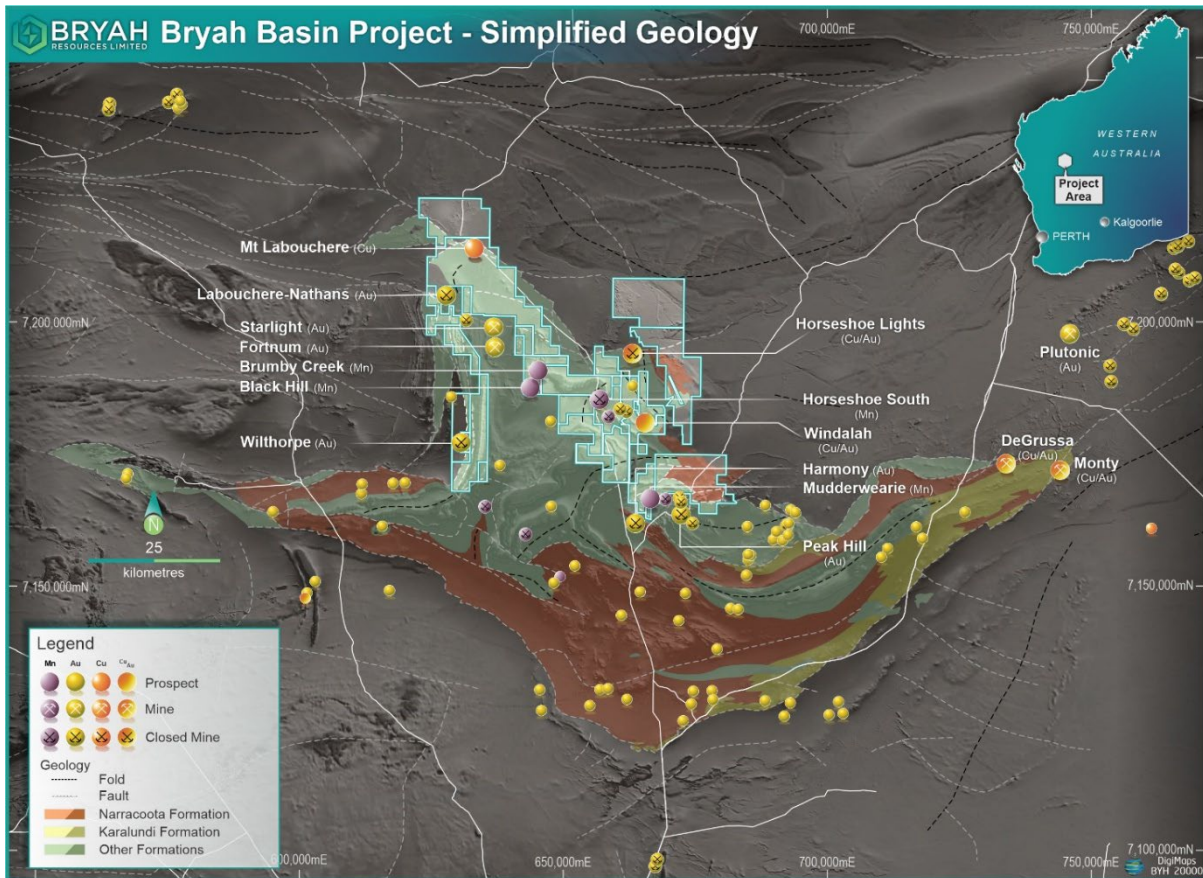 BRYAH
RESOURCES LIMITED
Bryah Basin Project - Simplified Geology
700,000mE
750,000mE
WESTERN
AUSTRALIA
Project
Area
Kalgoorlie
PERTH
Mt Labouchere (Cu)
Labouchere-Nathans (Au)
7,200,000mN
Starlight (Au)
Fortnum (Au)
Brumby Creek (Mn)
Black Hill (Mn)
Wilthorpe (Au)
Horseshoe Lights
(Cu/Au)
7,200,000mN
Plutonic
(Au)
Horseshoe South
(Mn)
Windalah
(Cu/Au)
Harmony (Au)
Mudderwearie (Mn)
DeGrussa
(Cu/Au)
Monty
(Cu/Au)
Peak Hill
(Au)
N
25
kilometres
7,150,000mN
7,150,000mN
Legend
Mn Au Cu Cu Au
Prospect
Mine
Closed Mine
Geology
Fold
Fault
Narracoota Formation
Karalundi Formation
Other Formations
600,000mE
650,000mE
700,000mE
750,000mE
7,100,000mN
DigiMaps